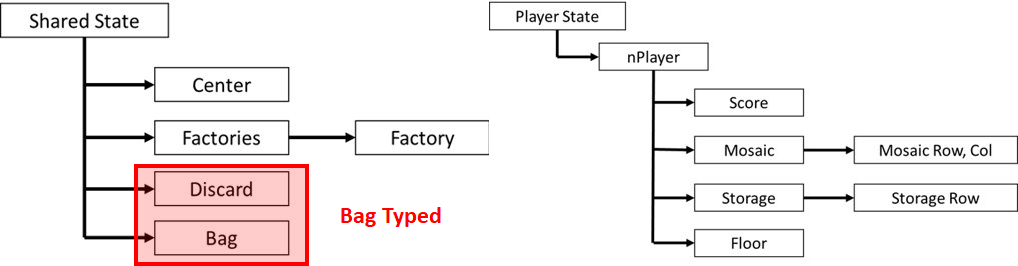 Shared State
Center
Factories
Factory
Discard
Bag
Bag Typed
Player State
nPlayer
Score
Mosaic
Mosaic Row, Col
Storage
Storage Row
Floor